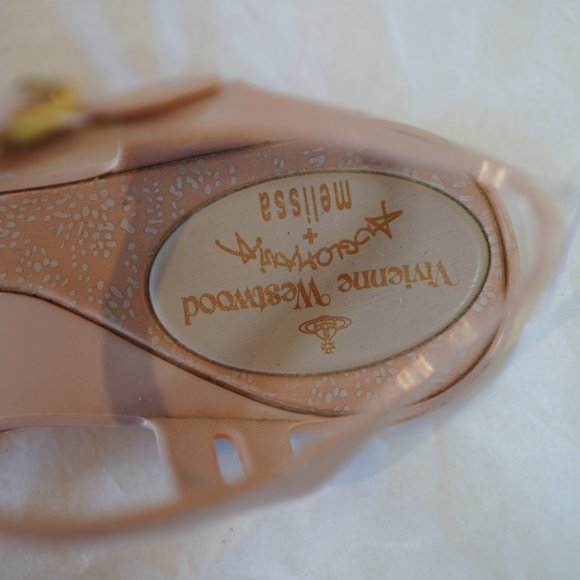 Vivienne Westwood
ANGLOMANIA
+
melissa